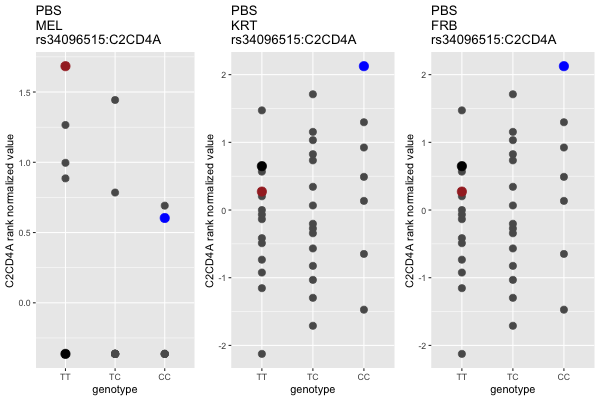 PBS
MEL
rs34096515:C2CD4A
C2CD4A rank normalized value
1.5
1.0
0.5
0.0
TT
TC
CC
genotype
PBS
KRT
rs34096515:C2CD4A
C2CD4A rank normalized value
2
1
0
-1
-2
TT
TC
CC
genotype
PBS
FRB
rs34096515:C2CD4A
C2CD4A rank normalized value
2
1
0
-1
-2
TT
TC
CC
genotype